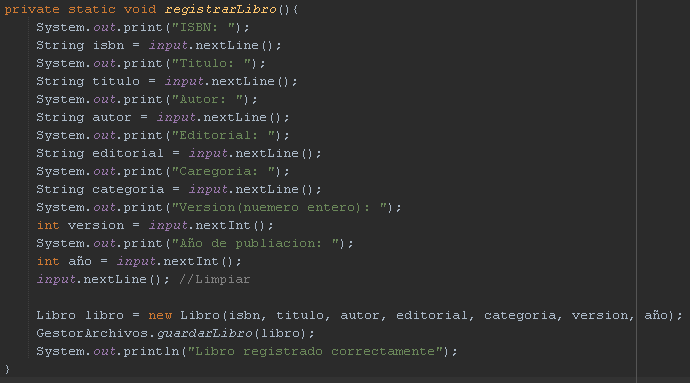 private static void registrarLibro(){
System.out.print("ISBN: ");
String isbn = input.nextLine();
System.out.print("Titulo: ");
String titulo = input.nextLine();
System.out.print("Autor: ");
String autor = input.nextLine();
System.out.print("Editorial: ");
String editorial = input.nextLine();
System.out.print("Caregoria: ");
String categoria = input.nextLine();
System.out.print("Version(nuemero entero): ");
int version = input.nextInt();
System.out.print("Año de publiacion: ");
int año = input.nextInt();
input.nextLine(); //Limpiar
Libro libro = new Libro(isbn, titulo, autor, editorial, categoria, version, año);
GestorArchivos.guardarLibro(libro);
System.out.println("Libro registrado correctamente");
}